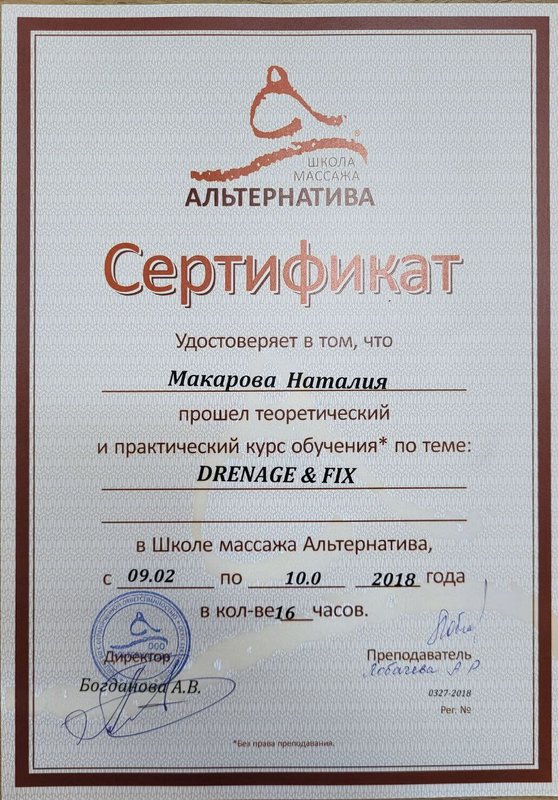 ШКОЛА
МАССАЖА
АЛЬТЕРНАТИВА
Сертификат
Удостоверяет в том, что
Макарова Наталия
прошел теоретический
и практический курс обучения* по теме:
DRENAGE & FIX
в Школе массажа Альтернатива,
с 09.02 по 10.0 2018 года
в кол-ве 16 часов.
ООО
Директор
Преподаватель
Лобачева А Р
Богданова А.В.
0327-2018
Рег. №
*Без права преподавания.